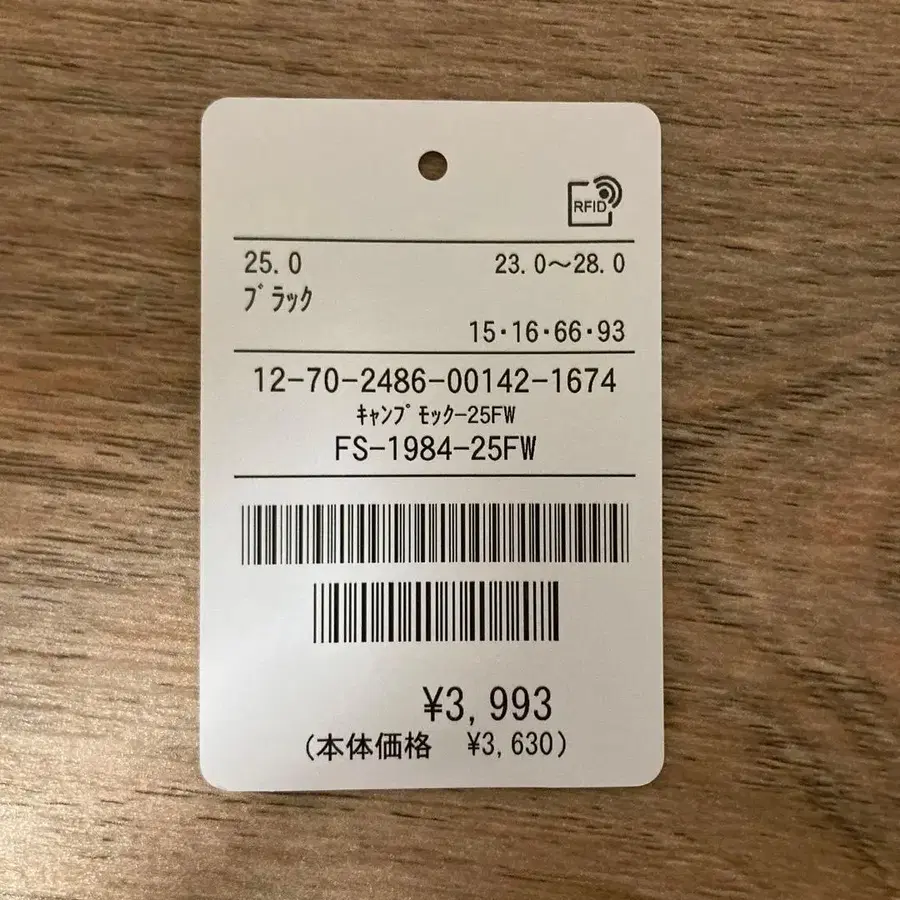 RFID
25.0 23.0～28.0
ﾌﾞﾗｯｸ
15・16・66・93
12-70-2486-00142-1674
ｷｬﾝﾌﾟﾓｯｸ-25FW
FS-1984-25FW
¥3,993
(本体価格 ¥3,630)